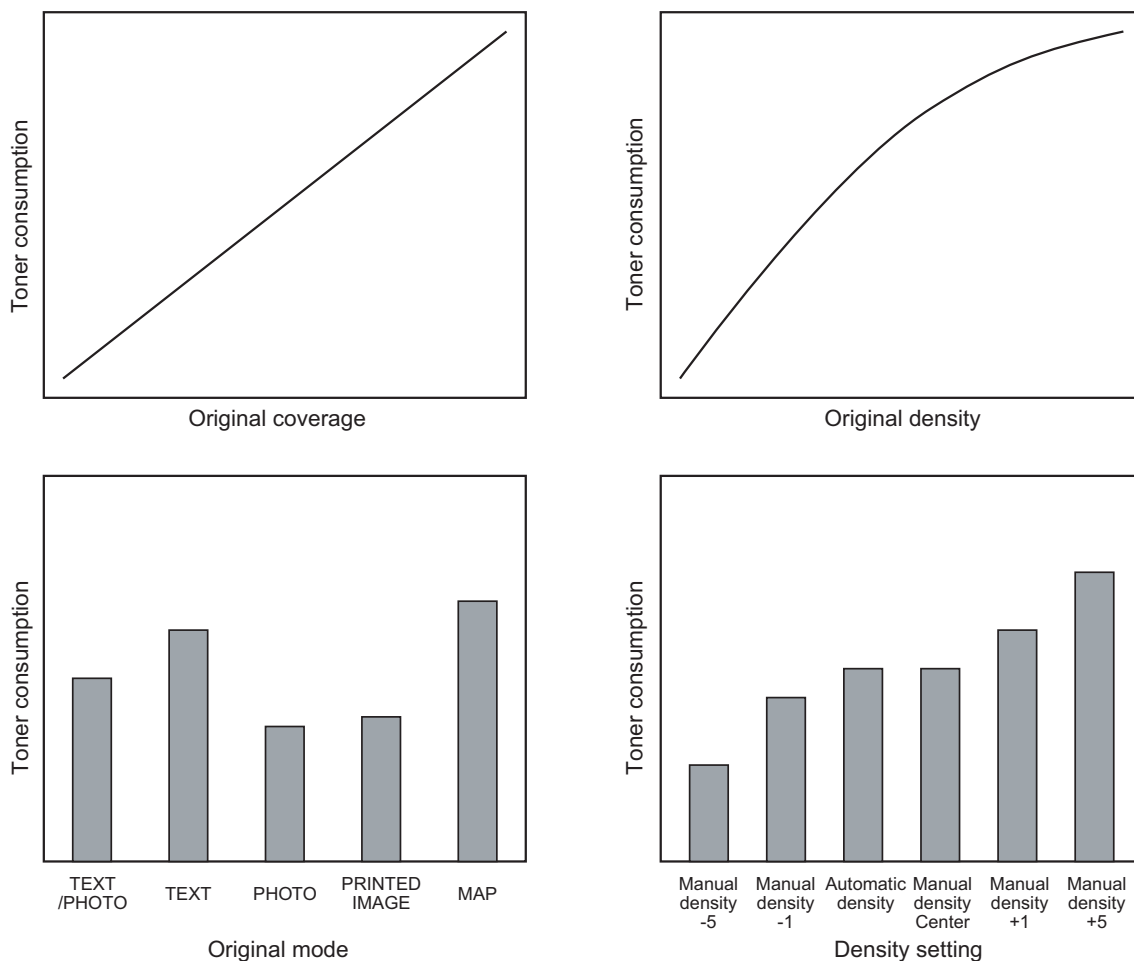 Toner consumption
Original coverage
Toner consumption
Original density
Toner consumption
TEXT
/PHOTO
TEXT
PHOTO
PRINTED
IMAGE
MAP
Original mode
Toner consumption
Manual
density
-5
Manual
density
-1
Automatic
density
Manual
density
Center
Manual
density
+1
Manual
density
+5
Density setting